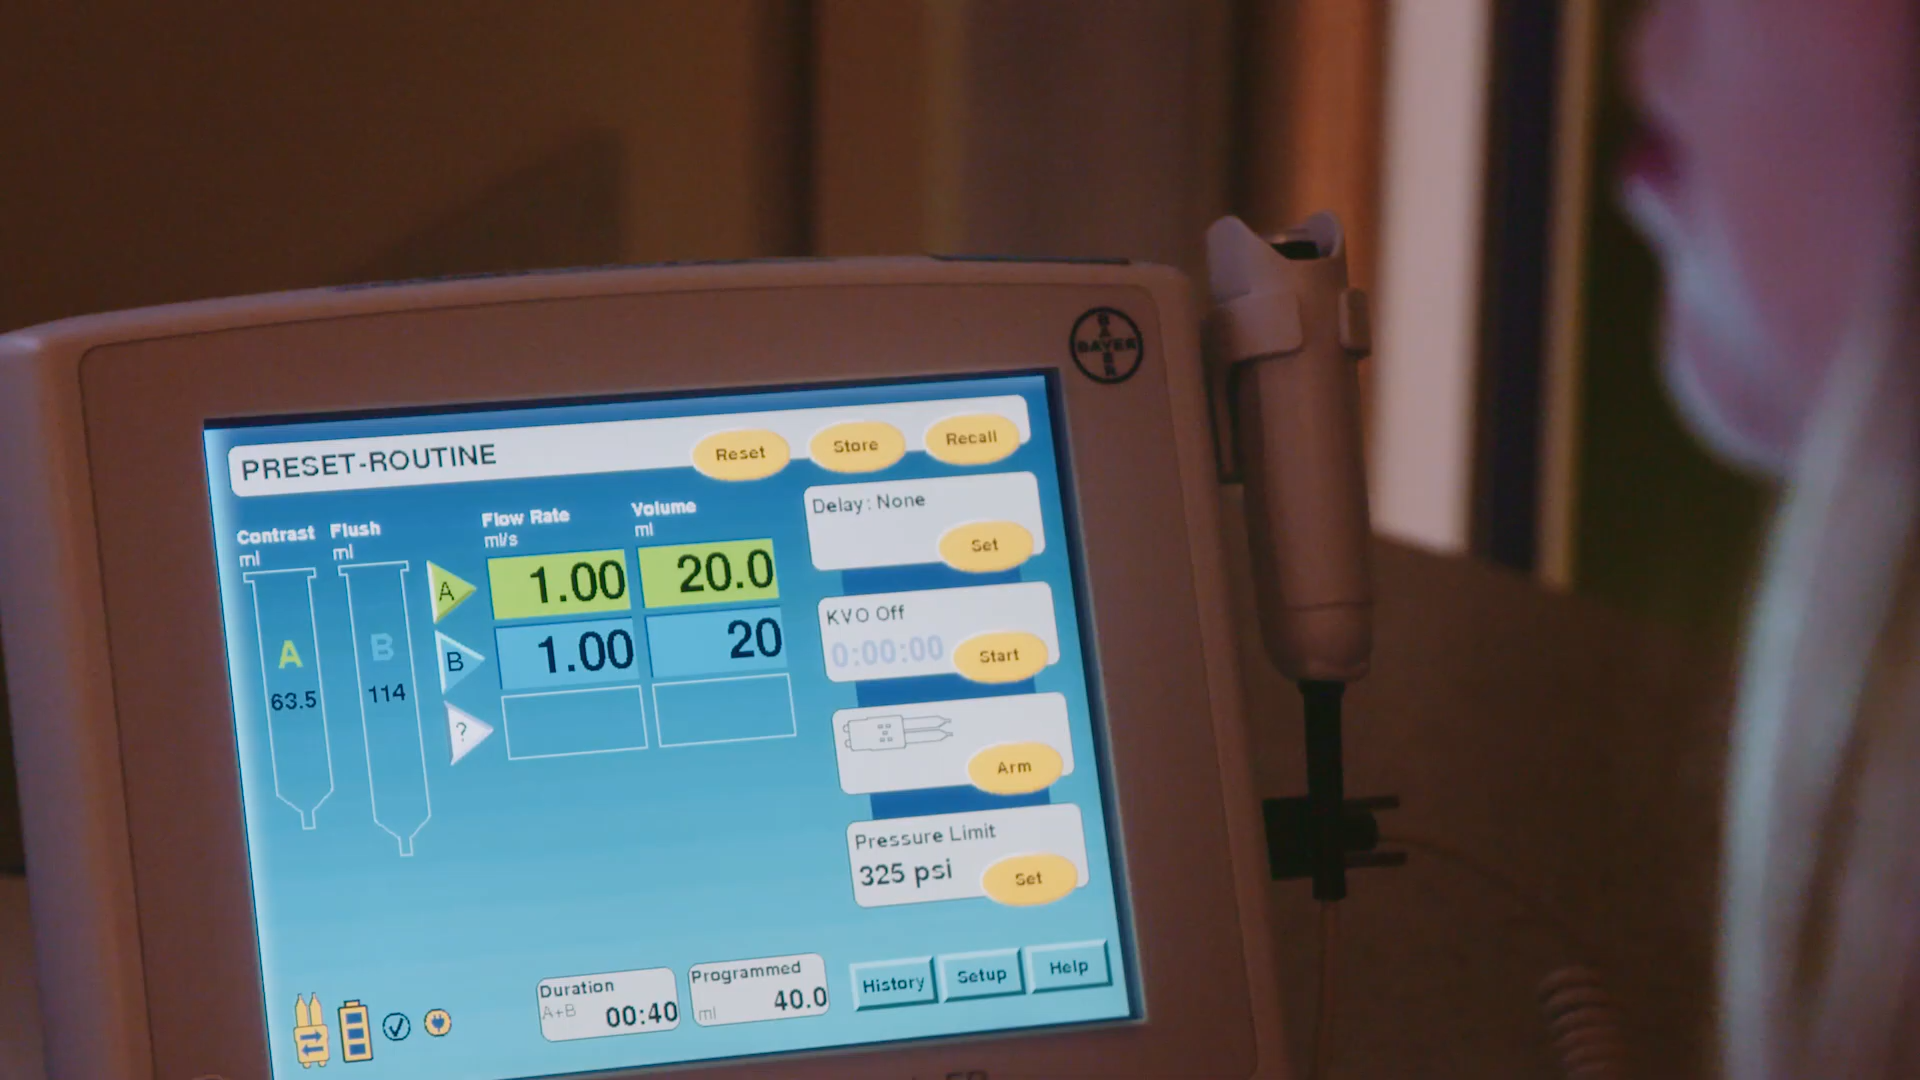 BAYER
BAYER
PRESET-ROUTINE
Reset
Store
Recall
Contrast
ml
Flush
ml
Flow Rate
ml/s
Volume
ml
Delay: None
Set
A
1.00
20.0
B
1.00
20
?
A
63.5
B
114
KVO Off
0:00:00
Start
Arm
Pressure Limit
325 psi
Set
Duration
A+B 00:40
Programmed
ml 40.0
History
Setup
Help